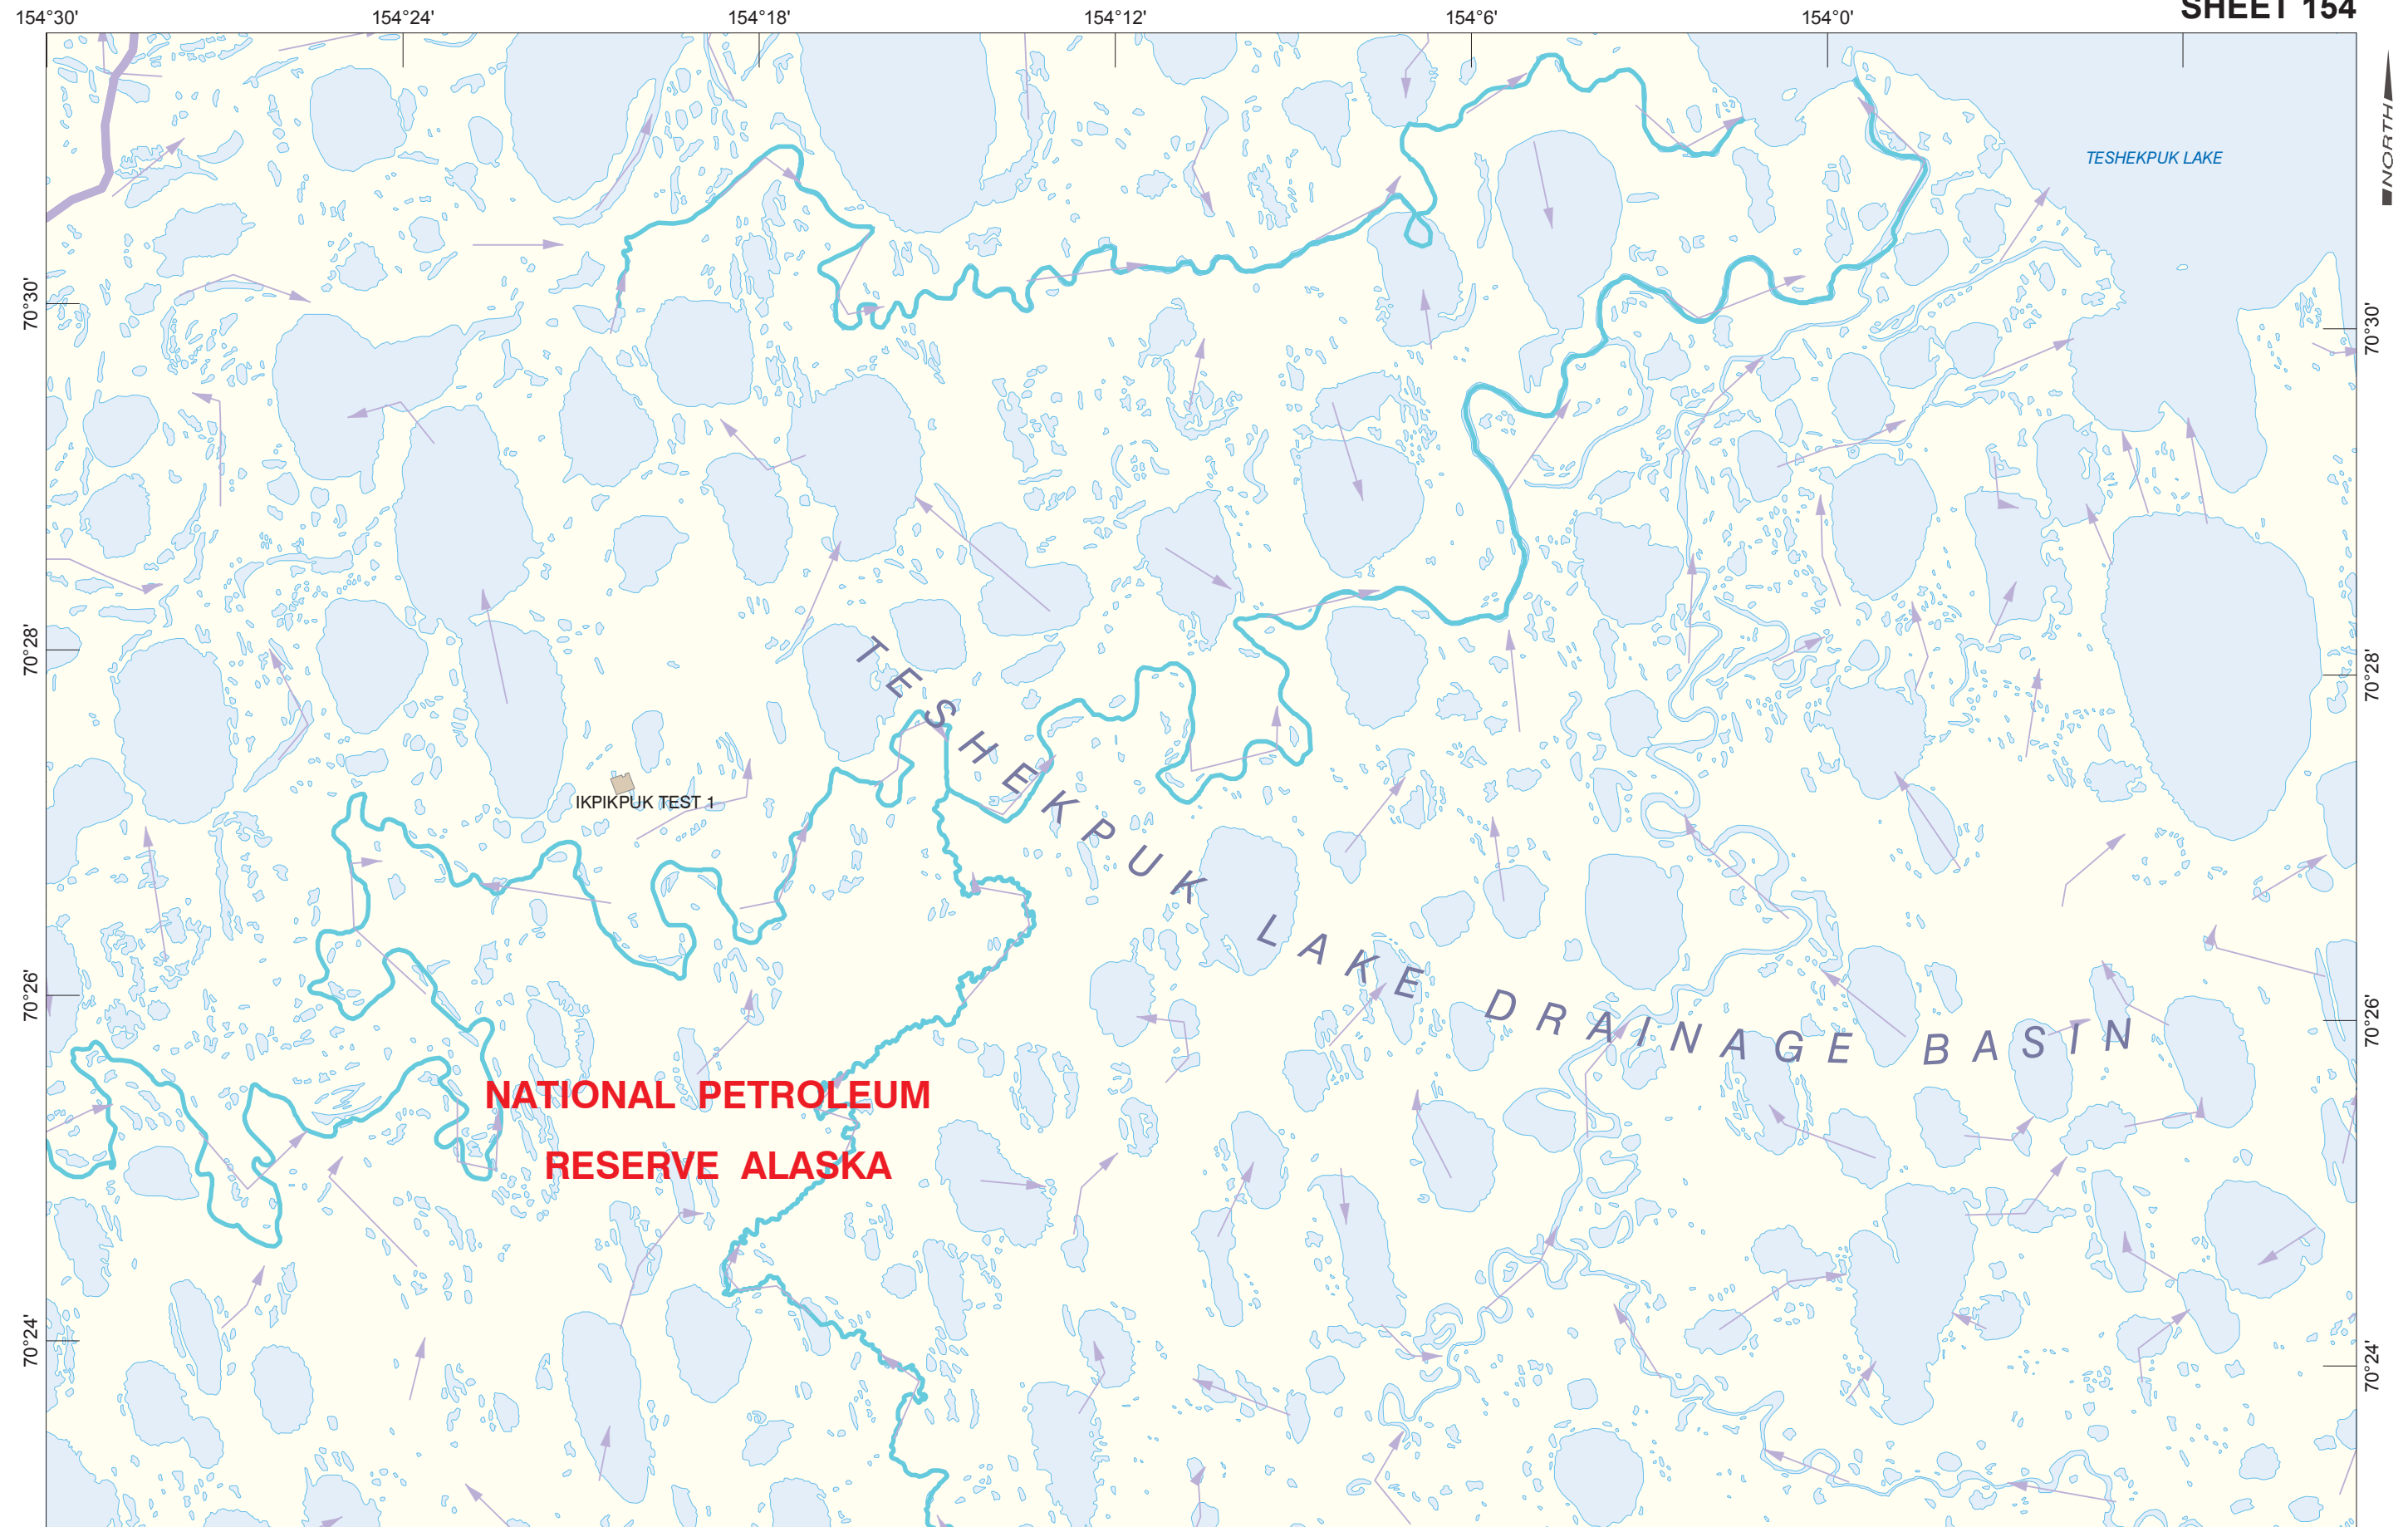 SHEET 154
154°30' 154°24' 154°18' 154°12' 154°6' 154°0'
NORTH
TESHEKPUK LAKE
70°30' 70°30'
70°28' 70°28'
IKPIKPUK TEST 1
TESHEKPUK LAKE DRAINAGE BASIN
70°26' 70°26'
NATIONAL PETROLEUM
RESERVE ALASKA
70°24' 70°24'